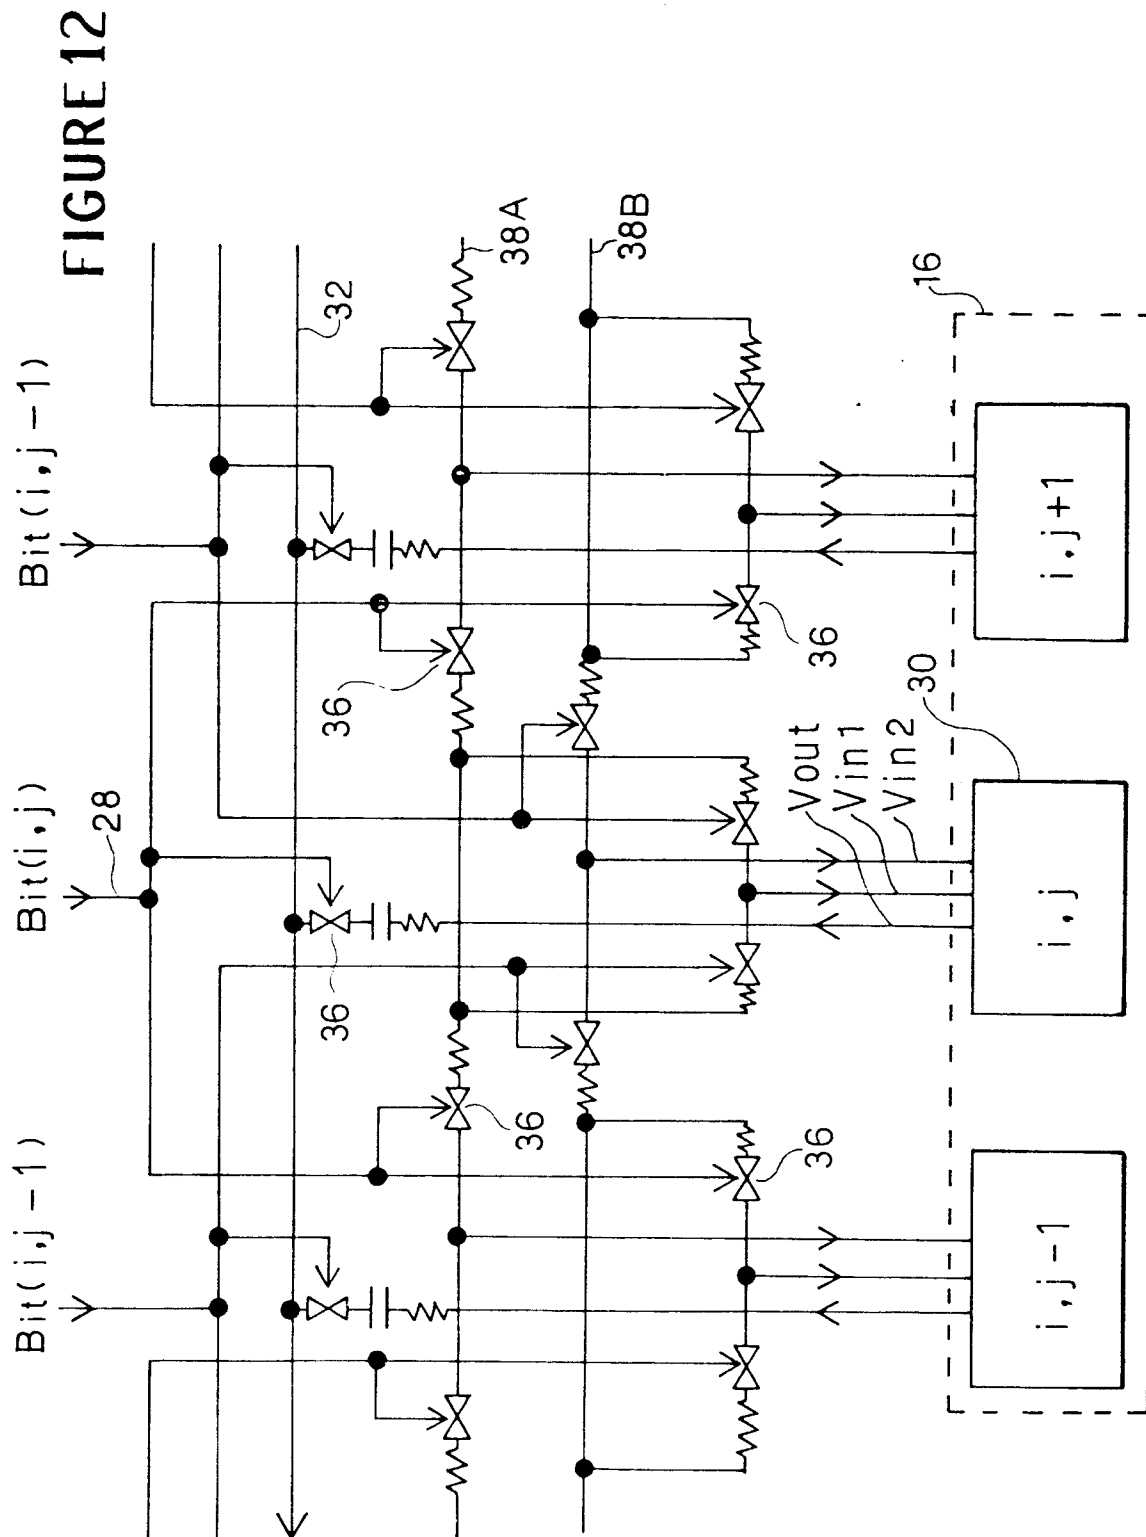 FIGURE 12
Bit(i,j-1)
Bit(i,j)
Bit(i,j-1)
28
32
38A
38B
36
36
36
36
36
16
30
Vout
Vin1
Vin2
i,j-1
i,j
i,j+1